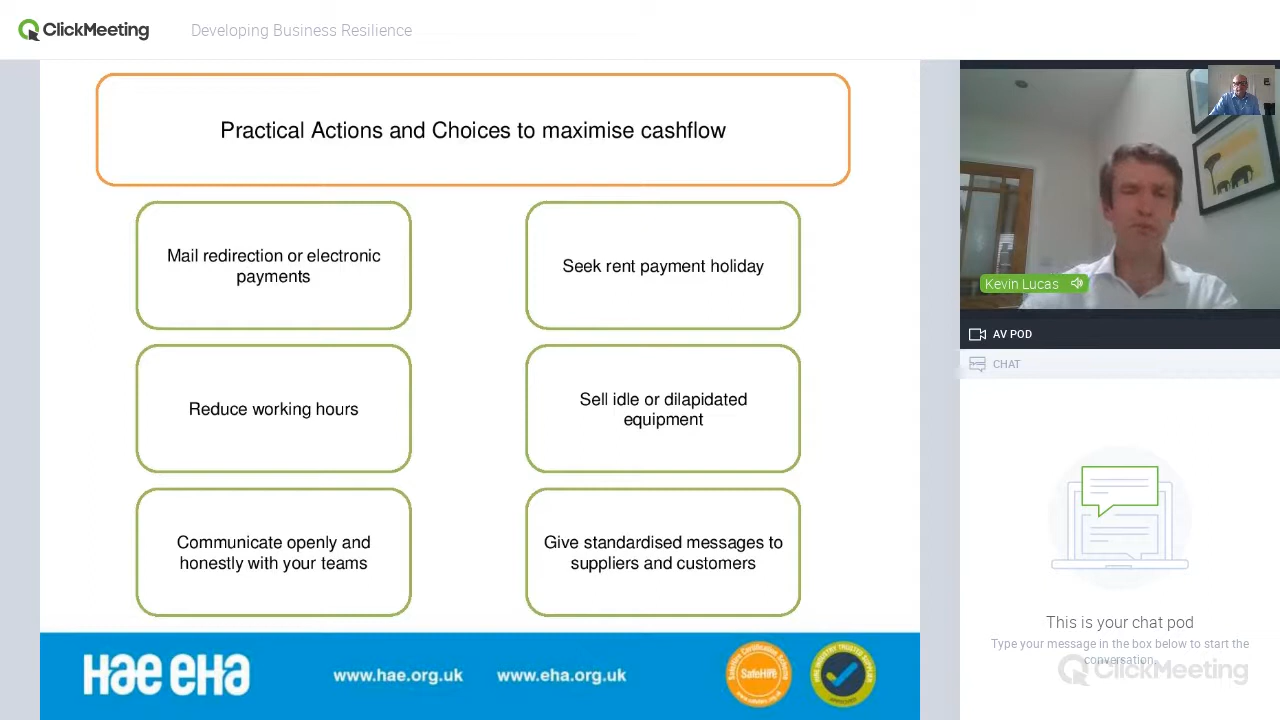 ClickMeeting
Developing Business Resilience
Practical Actions and Choices to maximise cashflow
Mail redirection or electronic
payments
Seek rent payment holiday
Reduce working hours
Sell idle or dilapidated
equipment
Communicate openly and
honestly with your teams
Give standardised messages to
suppliers and customers
Hae eHa
www.hae.org.uk
www.eha.org.uk
SafeHire
Kevin Lucas
AV POD
CHAT
This is your chat pod
Type your message in the box below to start the
conversation.
ClickMeeting